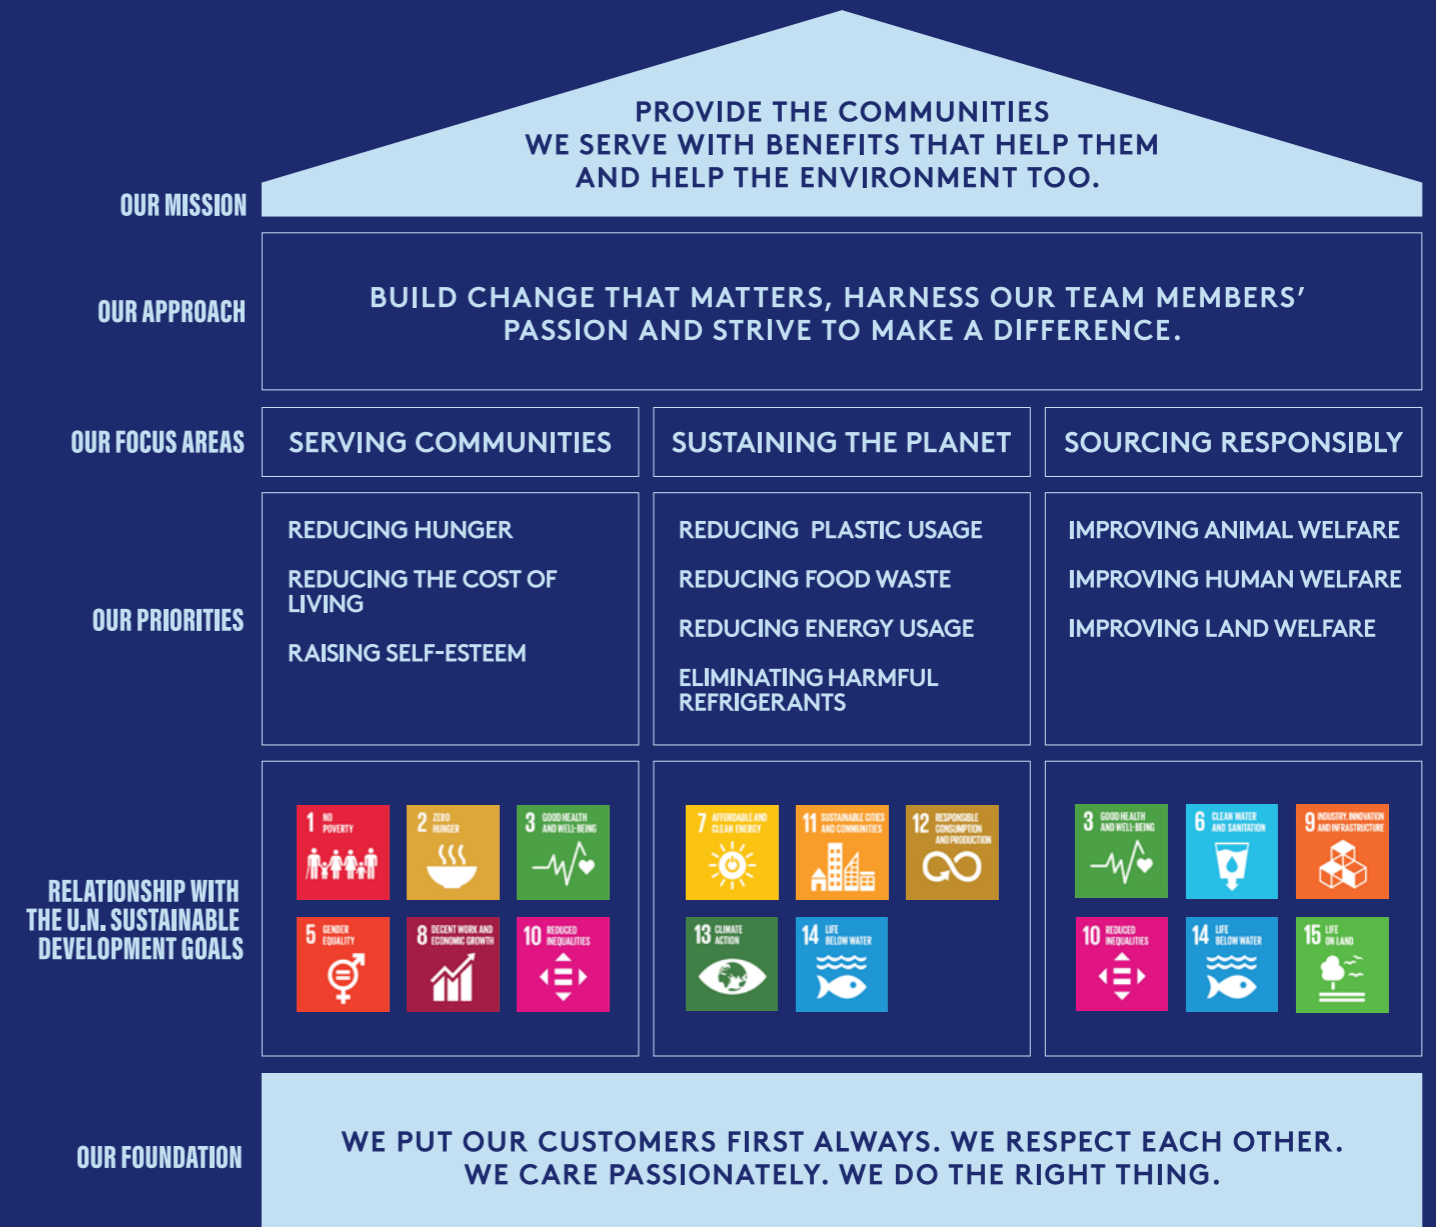 PROVIDE THE COMMUNITIES
WE SERVE WITH BENEFITS THAT HELP THEM
AND HELP THE ENVIRONMENT TOO.
OUR MISSION
OUR APPROACH
BUILD CHANGE THAT MATTERS, HARNESS OUR TEAM MEMBERS’
PASSION AND STRIVE TO MAKE A DIFFERENCE.
OUR FOCUS AREAS
SERVING COMMUNITIES
SUSTAINING THE PLANET
SOURCING RESPONSIBLY
OUR PRIORITIES
REDUCING HUNGER
REDUCING THE COST OF
LIVING
RAISING SELF-ESTEEM
REDUCING PLASTIC USAGE
REDUCING FOOD WASTE
REDUCING ENERGY USAGE
ELIMINATING HARMFUL
REFRIGERANTS
IMPROVING ANIMAL WELFARE
IMPROVING HUMAN WELFARE
IMPROVING LAND WELFARE
RELATIONSHIP WITH
THE U.N. SUSTAINABLE
DEVELOPMENT GOALS
1 NO
POVERTY
2 ZERO
HUNGER
3 GOOD HEALTH
AND WELL-BEING
5 GENDER
EQUALITY
8 DECENT WORK AND
ECONOMIC GROWTH
10 REDUCED
INEQUALITIES
7 AFFORDABLE AND
CLEAN ENERGY
11 SUSTAINABLE CITIES
AND COMMUNITIES
12 RESPONSIBLE
CONSUMPTION
AND PRODUCTION
13 CLIMATE
ACTION
14 LIFE
BELOW WATER
3 GOOD HEALTH
AND WELL-BEING
6 CLEAN WATER
AND SANITATION
9 INDUSTRY, INNOVATION
AND INFRASTRUCTURE
10 REDUCED
INEQUALITIES
14 LIFE
BELOW WATER
15 LIFE
ON LAND
OUR FOUNDATION
WE PUT OUR CUSTOMERS FIRST ALWAYS. WE RESPECT EACH OTHER.
WE CARE PASSIONATELY. WE DO THE RIGHT THING.